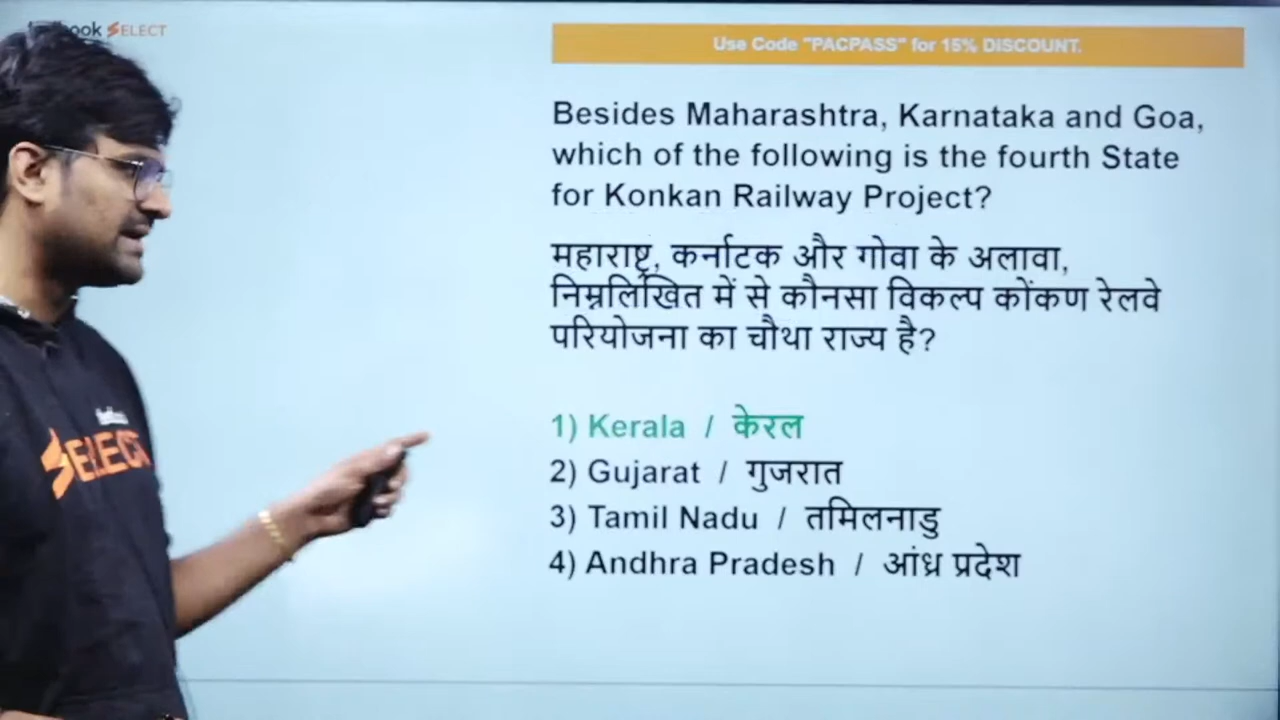 SELECT
Use Code "PACPASS" for 15% DISCOUNT.
Besides Maharashtra, Karnataka and Goa,
which of the following is the fourth State
for Konkan Railway Project?
महाराष्ट्र, कर्नाटक और गोवा के अलावा,
निम्नलिखित में से कौनसा विकल्प कोंकण रेलवे
परियोजना का चौथा राज्य है?
1) Kerala / केरल
2) Gujarat / गुजरात
3) Tamil Nadu / तमिलनाडु
4) Andhra Pradesh / आंध्र प्रदेश
SELECT